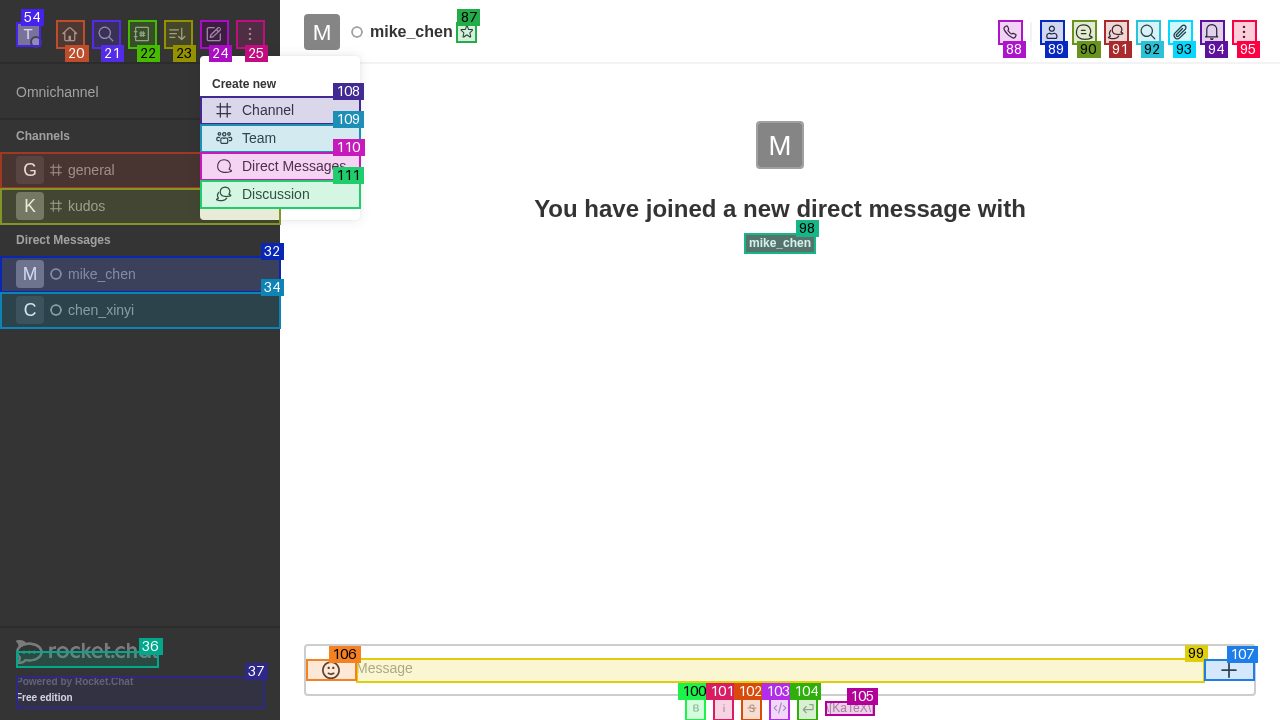 54
T
20
21
22
23
24
25
M
mike_chen
87
88
89
90
91
92
93
94
95
Omnichannel
Create new
Channel
108
Team
109
Direct Messages
110
Discussion
111
Channels
G
general
K
kudos
Direct Messages
32
M
mike_chen
34
C
chen_xinyi
M
You have joined a new direct message with
98
mike_chen
36
rocket.cha
37
Powered by Rocket.Chat
Free edition
106
Message
99
107
100
101
102
103
104
105
B
i
S
</>
\KaTeX\